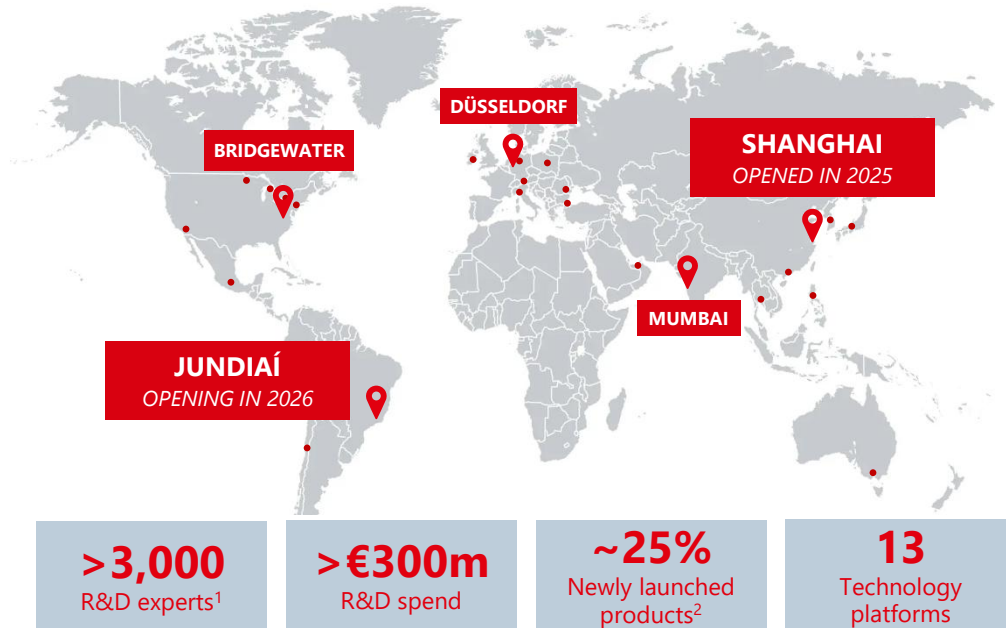 DÜSSELDORF
BRIDGEWATER
SHANGHAI
OPENED IN 2025
MUMBAI
JUNDIAÍ
OPENING IN 2026
>3,000
R&D experts¹
>€300m
R&D spend
~25%
Newly launched
products²
13
Technology
platforms